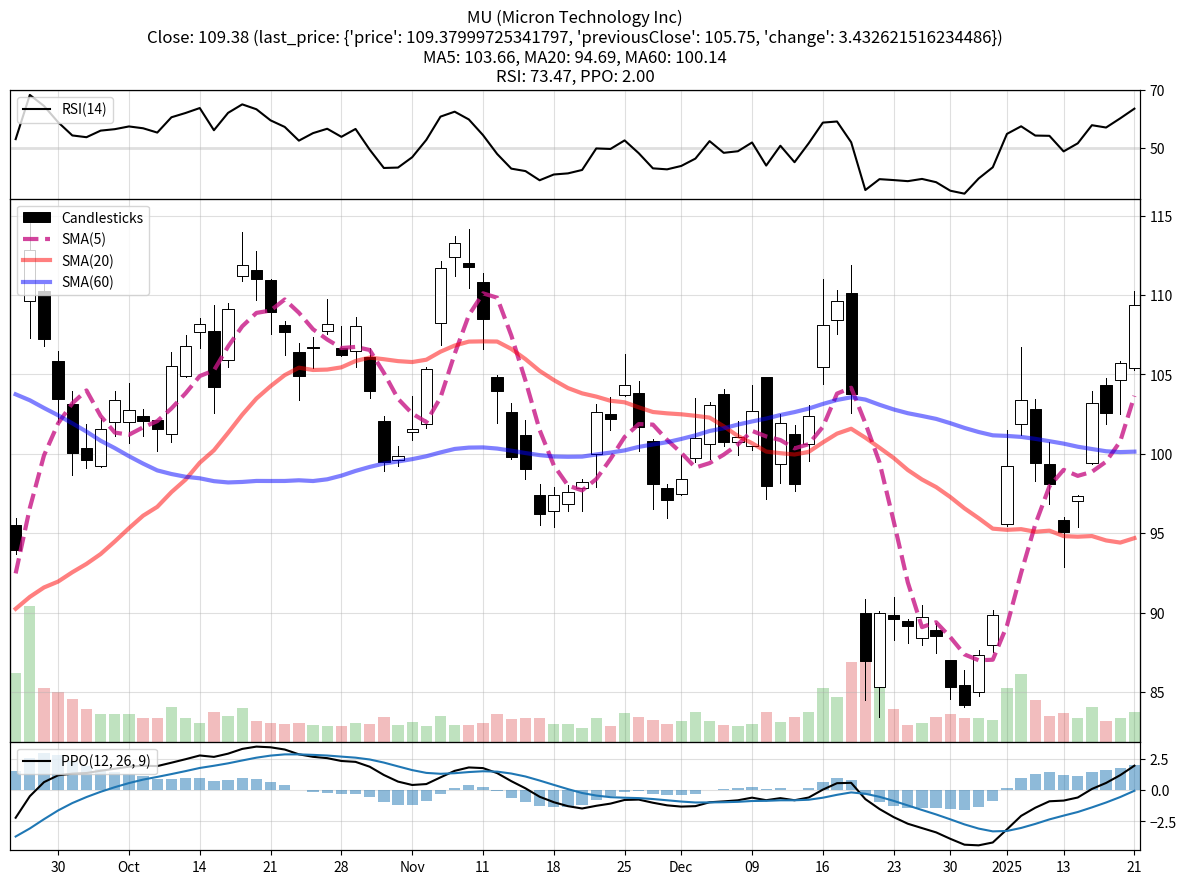 MU (Micron Technology Inc)
Close: 109.38 (last_price: {'price': 109.37999725341797, 'previousClose': 105.75, 'change': 3.432621516234486})
MA5: 103.66, MA20: 94.69, MA60: 100.14
RSI: 73.47, PPO: 2.00
RSI(14)
70
50
Candlesticks
SMA(5)
SMA(20)
SMA(60)
115
110
105
100
95
90
85
PPO(12, 26, 9)
2.5
0.0
−2.5
30 Oct 14 21 28 Nov 11 18 25 Dec 09 16 23 30 2025 13 21